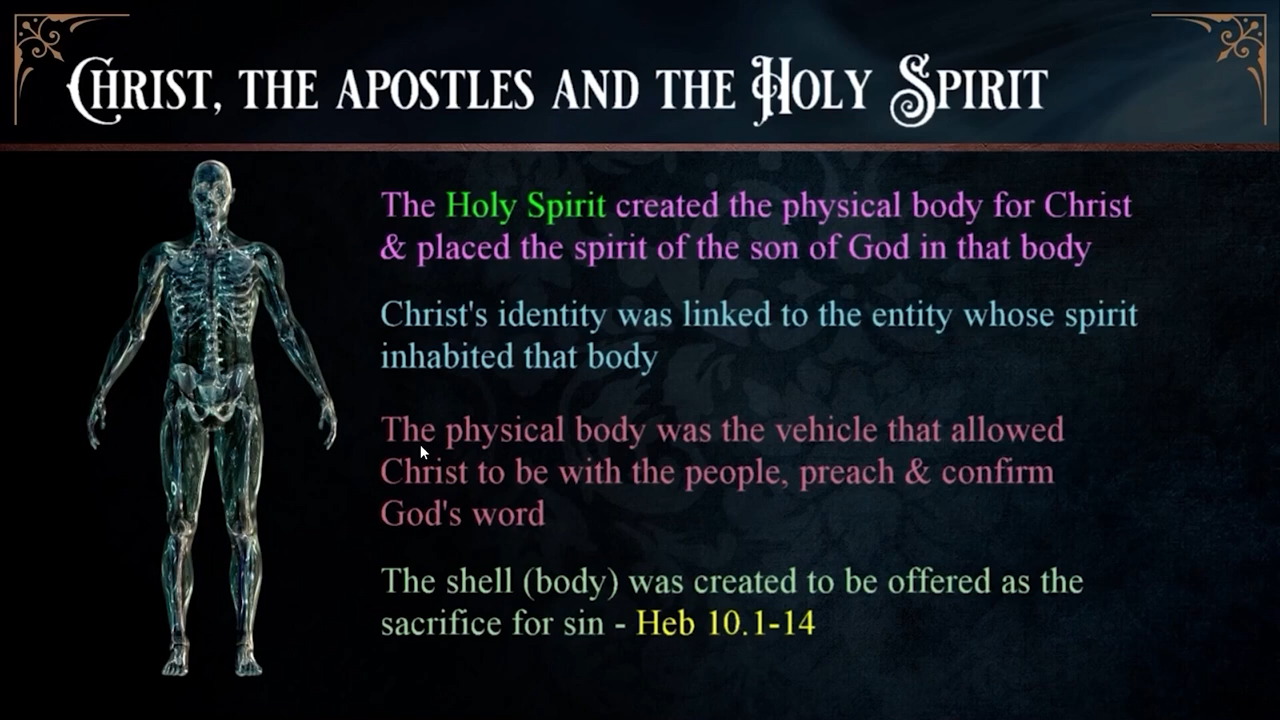 Christ, the apostles and the Holy Spirit
The Holy Spirit created the physical body for Christ
& placed the spirit of the son of God in that body
Christ's identity was linked to the entity whose spirit
inhabited that body
The physical body was the vehicle that allowed
Christ to be with the people, preach & confirm
God's word
The shell (body) was created to be offered as the
sacrifice for sin - Heb 10.1-14